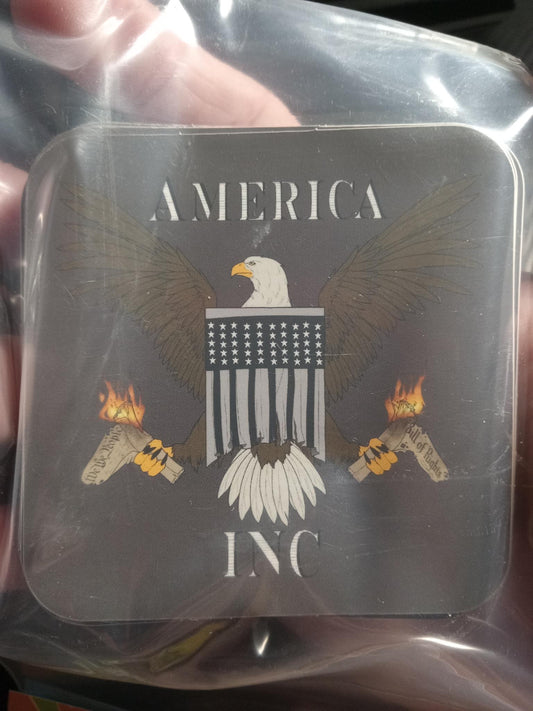 AMERICA
We the People
Bill of Rights
INC